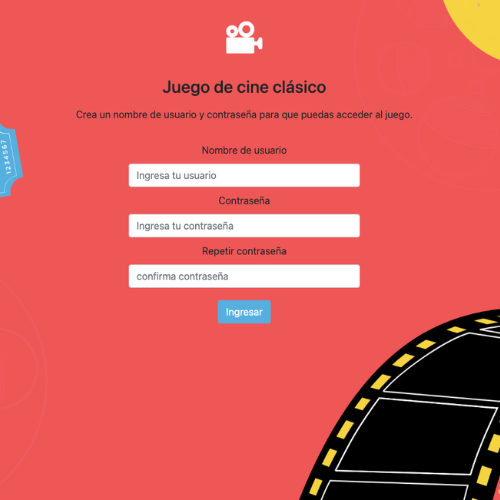 Juego de cine clásico
Crea un nombre de usuario y contraseña para que puedas acceder al juego.
1234567
Nombre de usuario
Ingresa tu usuario
Contraseña
Ingresa tu contraseña
Repetir contraseña
confirma contraseña
Ingresar